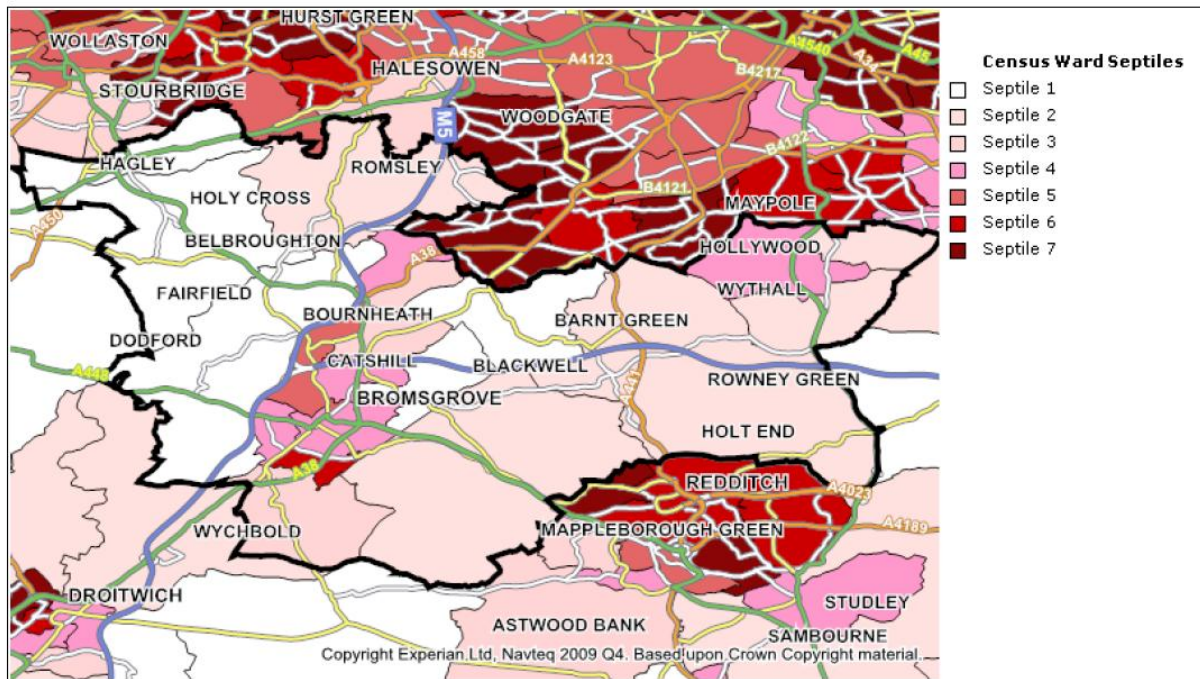 HURST GREEN
WOLLASTON
A458
A4123
A4540
A34
A45
HALESOWEN
B4217
STOURBRIDGE
M5
WOODGATE
B4122
HAGLEY
ROMSLEY
B4121
HOLY CROSS
MAYPOLE
A450
BELBROUGHTON
A38
HOLLYWOOD
FAIRFIELD
WYTHALL
BOURNHEATH
BARNT GREEN
DODFORD
CATSHILL
BLACKWELL
A448
A441
ROWNEY GREEN
BROMSGROVE
HOLT END
A38
REDDITCH
A4023
WYCHBOLD
MAPPLEBOROUGH GREEN
A4189
DROITWICH
STUDLEY
ASTWOOD BANK
SAMBOURNE
Copyright Experian Ltd, Navteq 2009 Q4. Based upon Crown Copyright material.
Census Ward Septiles
Septile 1
Septile 2
Septile 3
Septile 4
Septile 5
Septile 6
Septile 7